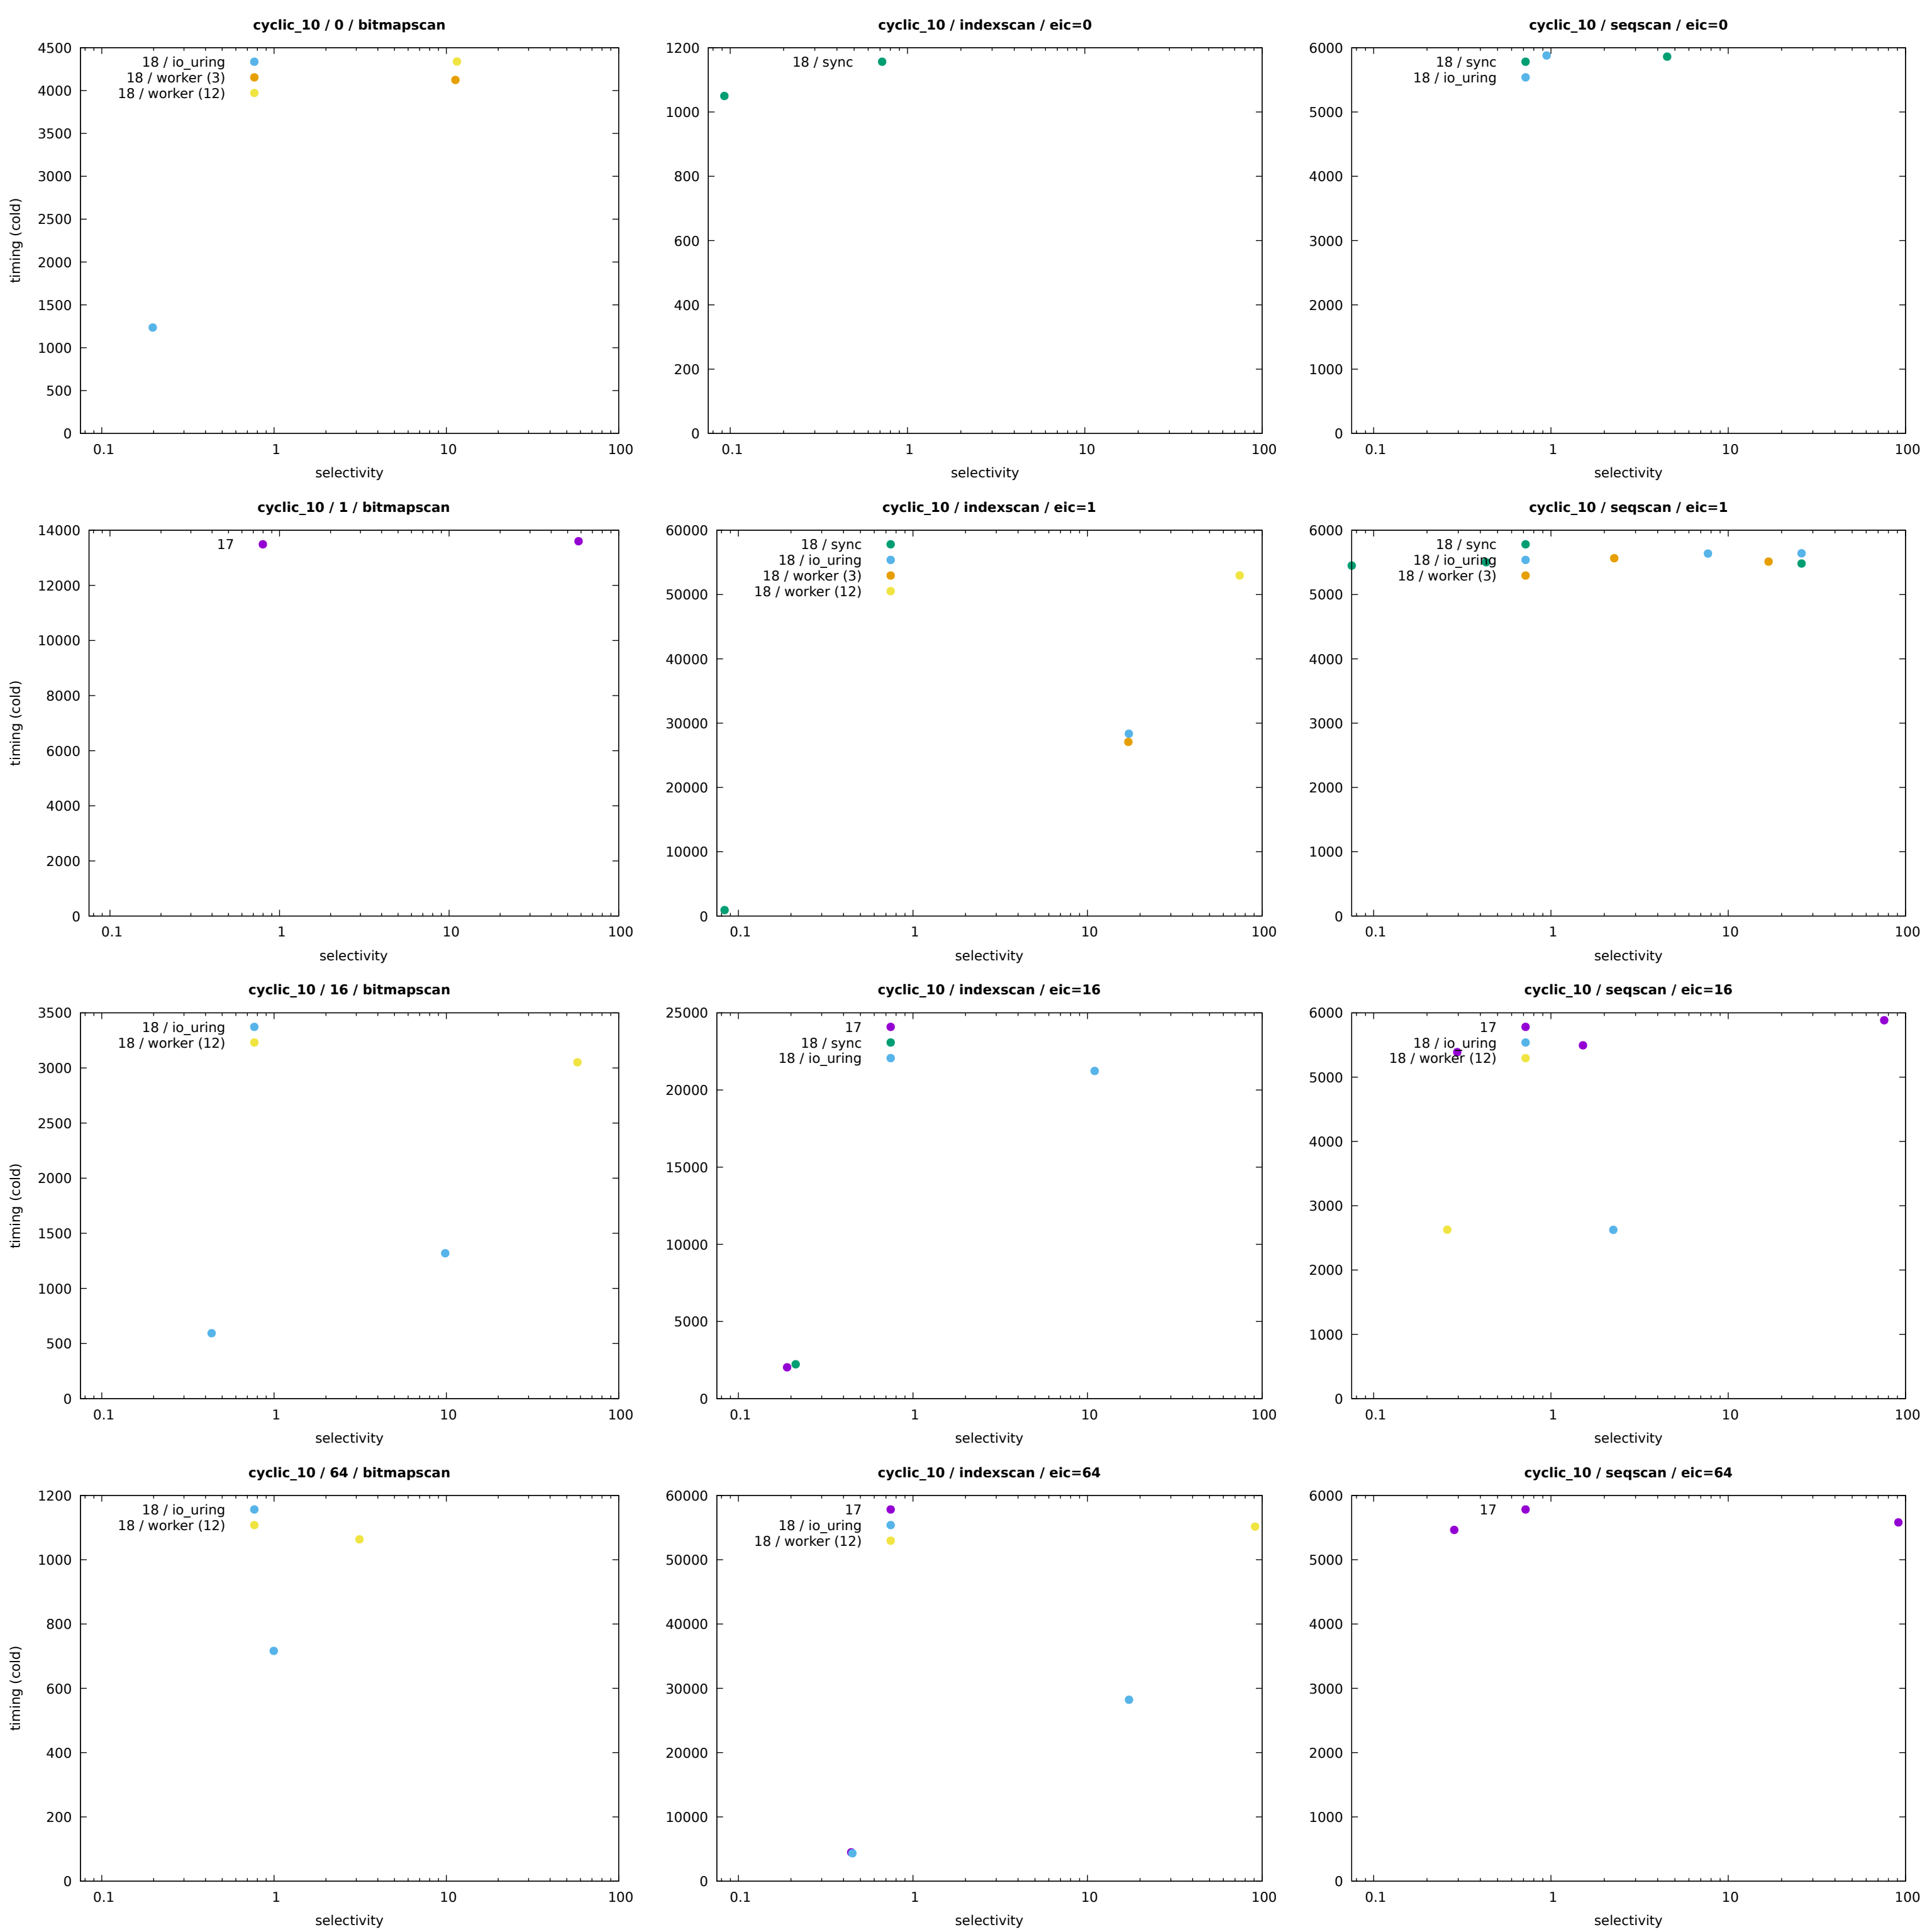 cyclic_10 / 0 / bitmapscan
18 / io_uring
18 / worker (3)
18 / worker (12)
4500
4000
3500
3000
2500
2000
1500
1000
500
0
timing (cold)
0.1 1 10 100
selectivity
cyclic_10 / indexscan / eic=0
18 / sync
1200
1000
800
600
400
200
0
0.1 1 10 100
selectivity
cyclic_10 / seqscan / eic=0
18 / sync
18 / io_uring
6000
5000
4000
3000
2000
1000
0
0.1 1 10 100
selectivity
cyclic_10 / 1 / bitmapscan
17
14000
12000
10000
8000
6000
4000
2000
0
timing (cold)
0.1 1 10 100
selectivity
cyclic_10 / indexscan / eic=1
18 / sync
18 / io_uring
18 / worker (3)
18 / worker (12)
60000
50000
40000
30000
20000
10000
0
0.1 1 10 100
selectivity
cyclic_10 / seqscan / eic=1
18 / sync
18 / io_uring
18 / worker (3)
6000
5000
4000
3000
2000
1000
0
0.1 1 10 100
selectivity
cyclic_10 / 16 / bitmapscan
18 / io_uring
18 / worker (12)
3500
3000
2500
2000
1500
1000
500
0
timing (cold)
0.1 1 10 100
selectivity
cyclic_10 / indexscan / eic=16
17
18 / sync
18 / io_uring
25000
20000
15000
10000
5000
0
0.1 1 10 100
selectivity
cyclic_10 / seqscan / eic=16
17
18 / io_uring
18 / worker (12)
6000
5000
4000
3000
2000
1000
0
0.1 1 10 100
selectivity
cyclic_10 / 64 / bitmapscan
18 / io_uring
18 / worker (12)
1200
1000
800
600
400
200
0
timing (cold)
0.1 1 10 100
selectivity
cyclic_10 / indexscan / eic=64
17
18 / io_uring
18 / worker (12)
60000
50000
40000
30000
20000
10000
0
0.1 1 10 100
selectivity
cyclic_10 / seqscan / eic=64
17
6000
5000
4000
3000
2000
1000
0
0.1 1 10 100
selectivity